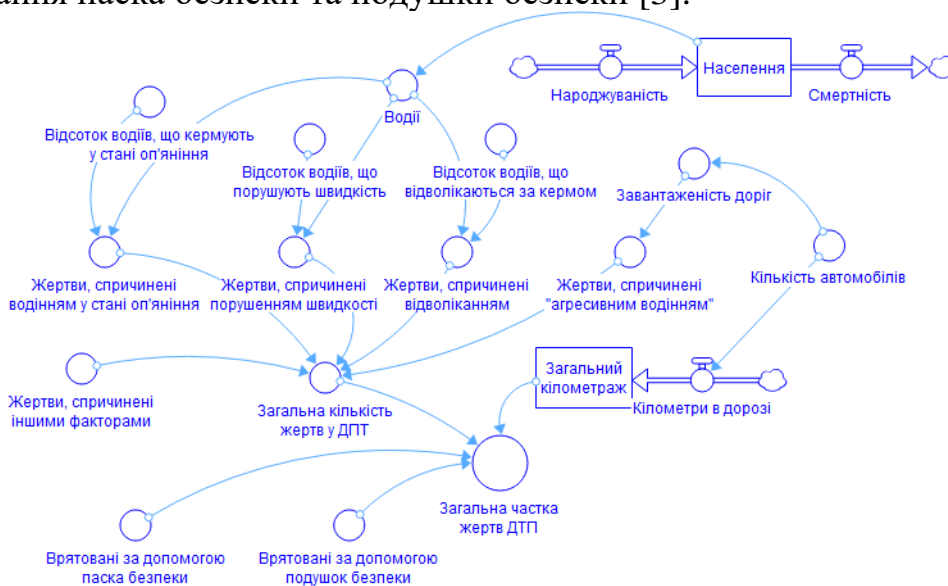 ання паска безпеки та подушки безпеки [3].
Населення
Народжуваність
Смертність
Водії
Відсоток водіїв, що кермують
у стані оп'яніння
Відсоток водіїв, що
порушують швидкість
Відсоток водіїв, що
відволікаються за кермом
Завантаженість доріг
Кількість автомобілів
Жертви, спричинені
водінням у стані оп'яніння
Жертви, спричинені
порушенням швидкості
Жертви, спричинені
відволіканням
Жертви, спричинені
"агресивним водінням"
Загальний
кілометраж
Кілометри в дорозі
Жертви, спричинені
іншими факторами
Загальна кількість
жертв у ДПТ
Загальна частка
жертв ДТП
Врятовані за допомогою
паска безпеки
Врятовані за допомогою
подушок безпеки